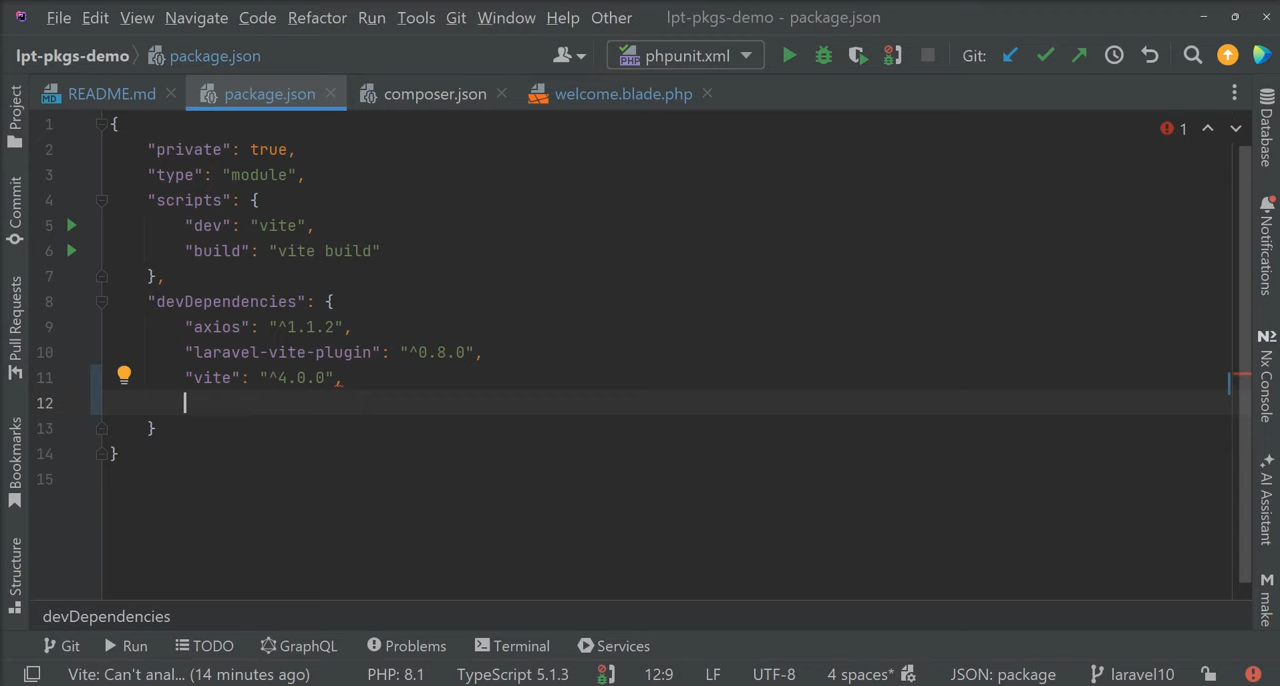 File Edit View Navigate Code Refactor Run Tools Git Window Help Other lpt-pkgs-demo - package.json
lpt-pkgs-demo package.json PHP phpunit.xml Git:
MD README.md package.json composer.json welcome.blade.php
1 {
2 "private": true,
3 "type": "module",
4 "scripts": {
5 "dev": "vite",
6 "build": "vite build"
7 },
8 "devDependencies": {
9 "axios": "^1.1.2",
10 "laravel-vite-plugin": "^0.8.0",
11 "vite": "^4.0.0",
12
13 }
14 }
15
1
Project
Commit
Pull Requests
Bookmarks
Structure
Database
Notifications
Nx Console
AI Assistant
M make
devDependencies
Git Run TODO GraphQL Problems Terminal Services
Vite: Can't anal... (14 minutes ago) PHP: 8.1 TypeScript 5.1.3 12:9 LF UTF-8 4 spaces* JSON: package laravel10